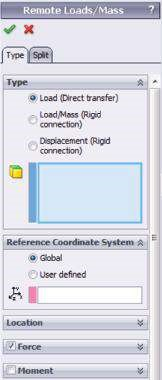 Remote Loads/Mass ?
Type Split
Type
Load (Direct transfer)
Load/Mass (Rigid
connection)
Displacement (Rigid
connection)
Reference Coordinate System
Global
User defined
Location
Force
Moment